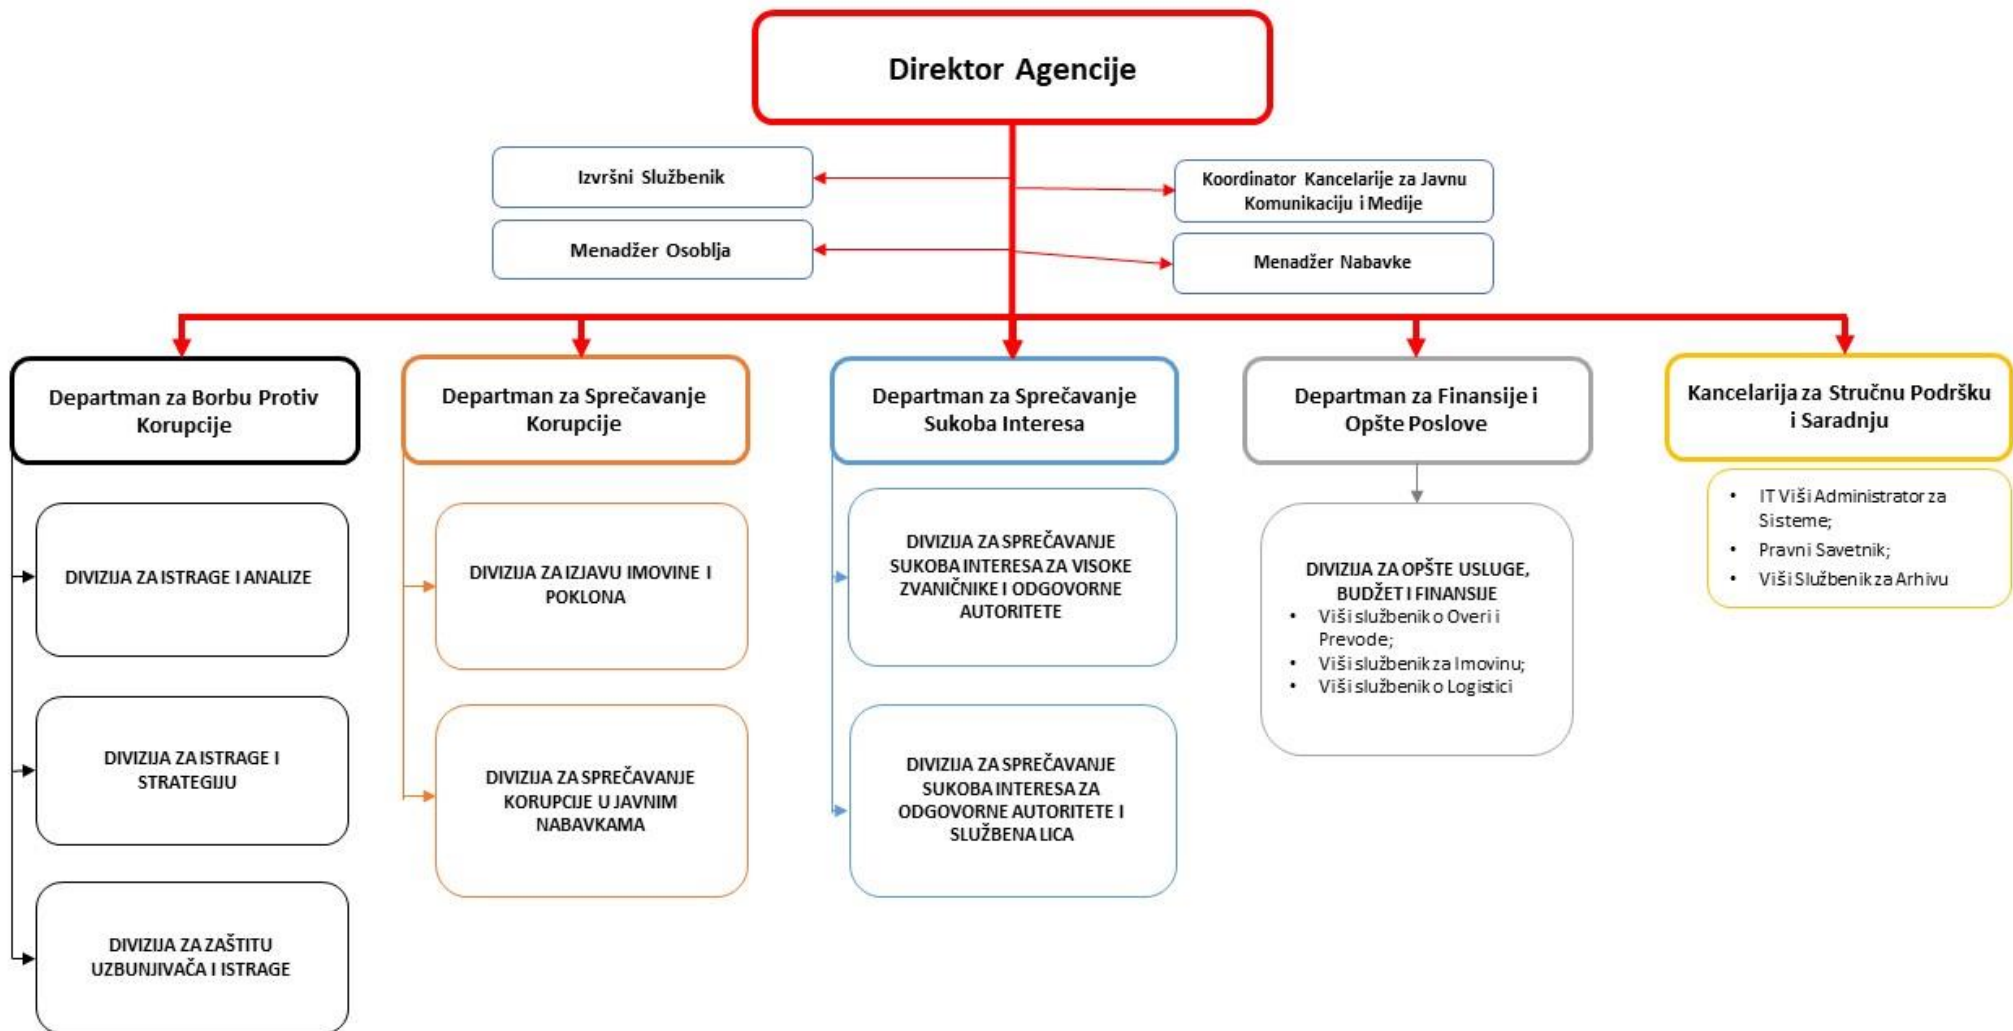 Direktor Agencije
Izvršni Službenik
Koordinator Kancelarije za Javnu
Komunikaciju i Medije
Menadžer Osoblja
Menadžer Nabavke
Departman za Borbu Protiv
Korupcije
Departman za Sprečavanje
Korupcije
Departman za Sprečavanje
Sukoba Interesa
Departman za Finansije i
Opšte Poslove
Kancelarija za Stručnu Podršku
i Saradnju
DIVIZIJA ZA ISTRAGE I ANALIZE
DIVIZIJA ZA ISTRAGE I
STRATEGIJU
DIVIZIJA ZA ZAŠTITU
UZBUNJIVAČA I ISTRAGE
DIVIZIJA ZA IZJAVU IMOVINE I
POKLONA
DIVIZIJA ZA SPREČAVANJE
KORUPCIJE U JAVNIM
NABAVKAMA
DIVIZIJA ZA SPREČAVANJE
SUKOBA INTERESA ZA VISOKE
ZVANIČNIKE I ODGOVORNE
AUTORITETE
DIVIZIJA ZA SPREČAVANJE
SUKOBA INTERESA ZA
ODGOVORNE AUTORITETE I
SLUŽBENA LICA
DIVIZIJA ZA OPŠTE USLUGE,
BUDŽET I FINANSIJE
• Viši službenik o Overi i
Prevode;
• Viši službenik za Imovinu;
• Viši službenik o Logistici
• IT Viši Administrator za
Sisteme;
• Pravni Savetnik;
• Viši Službenik za Arhivu